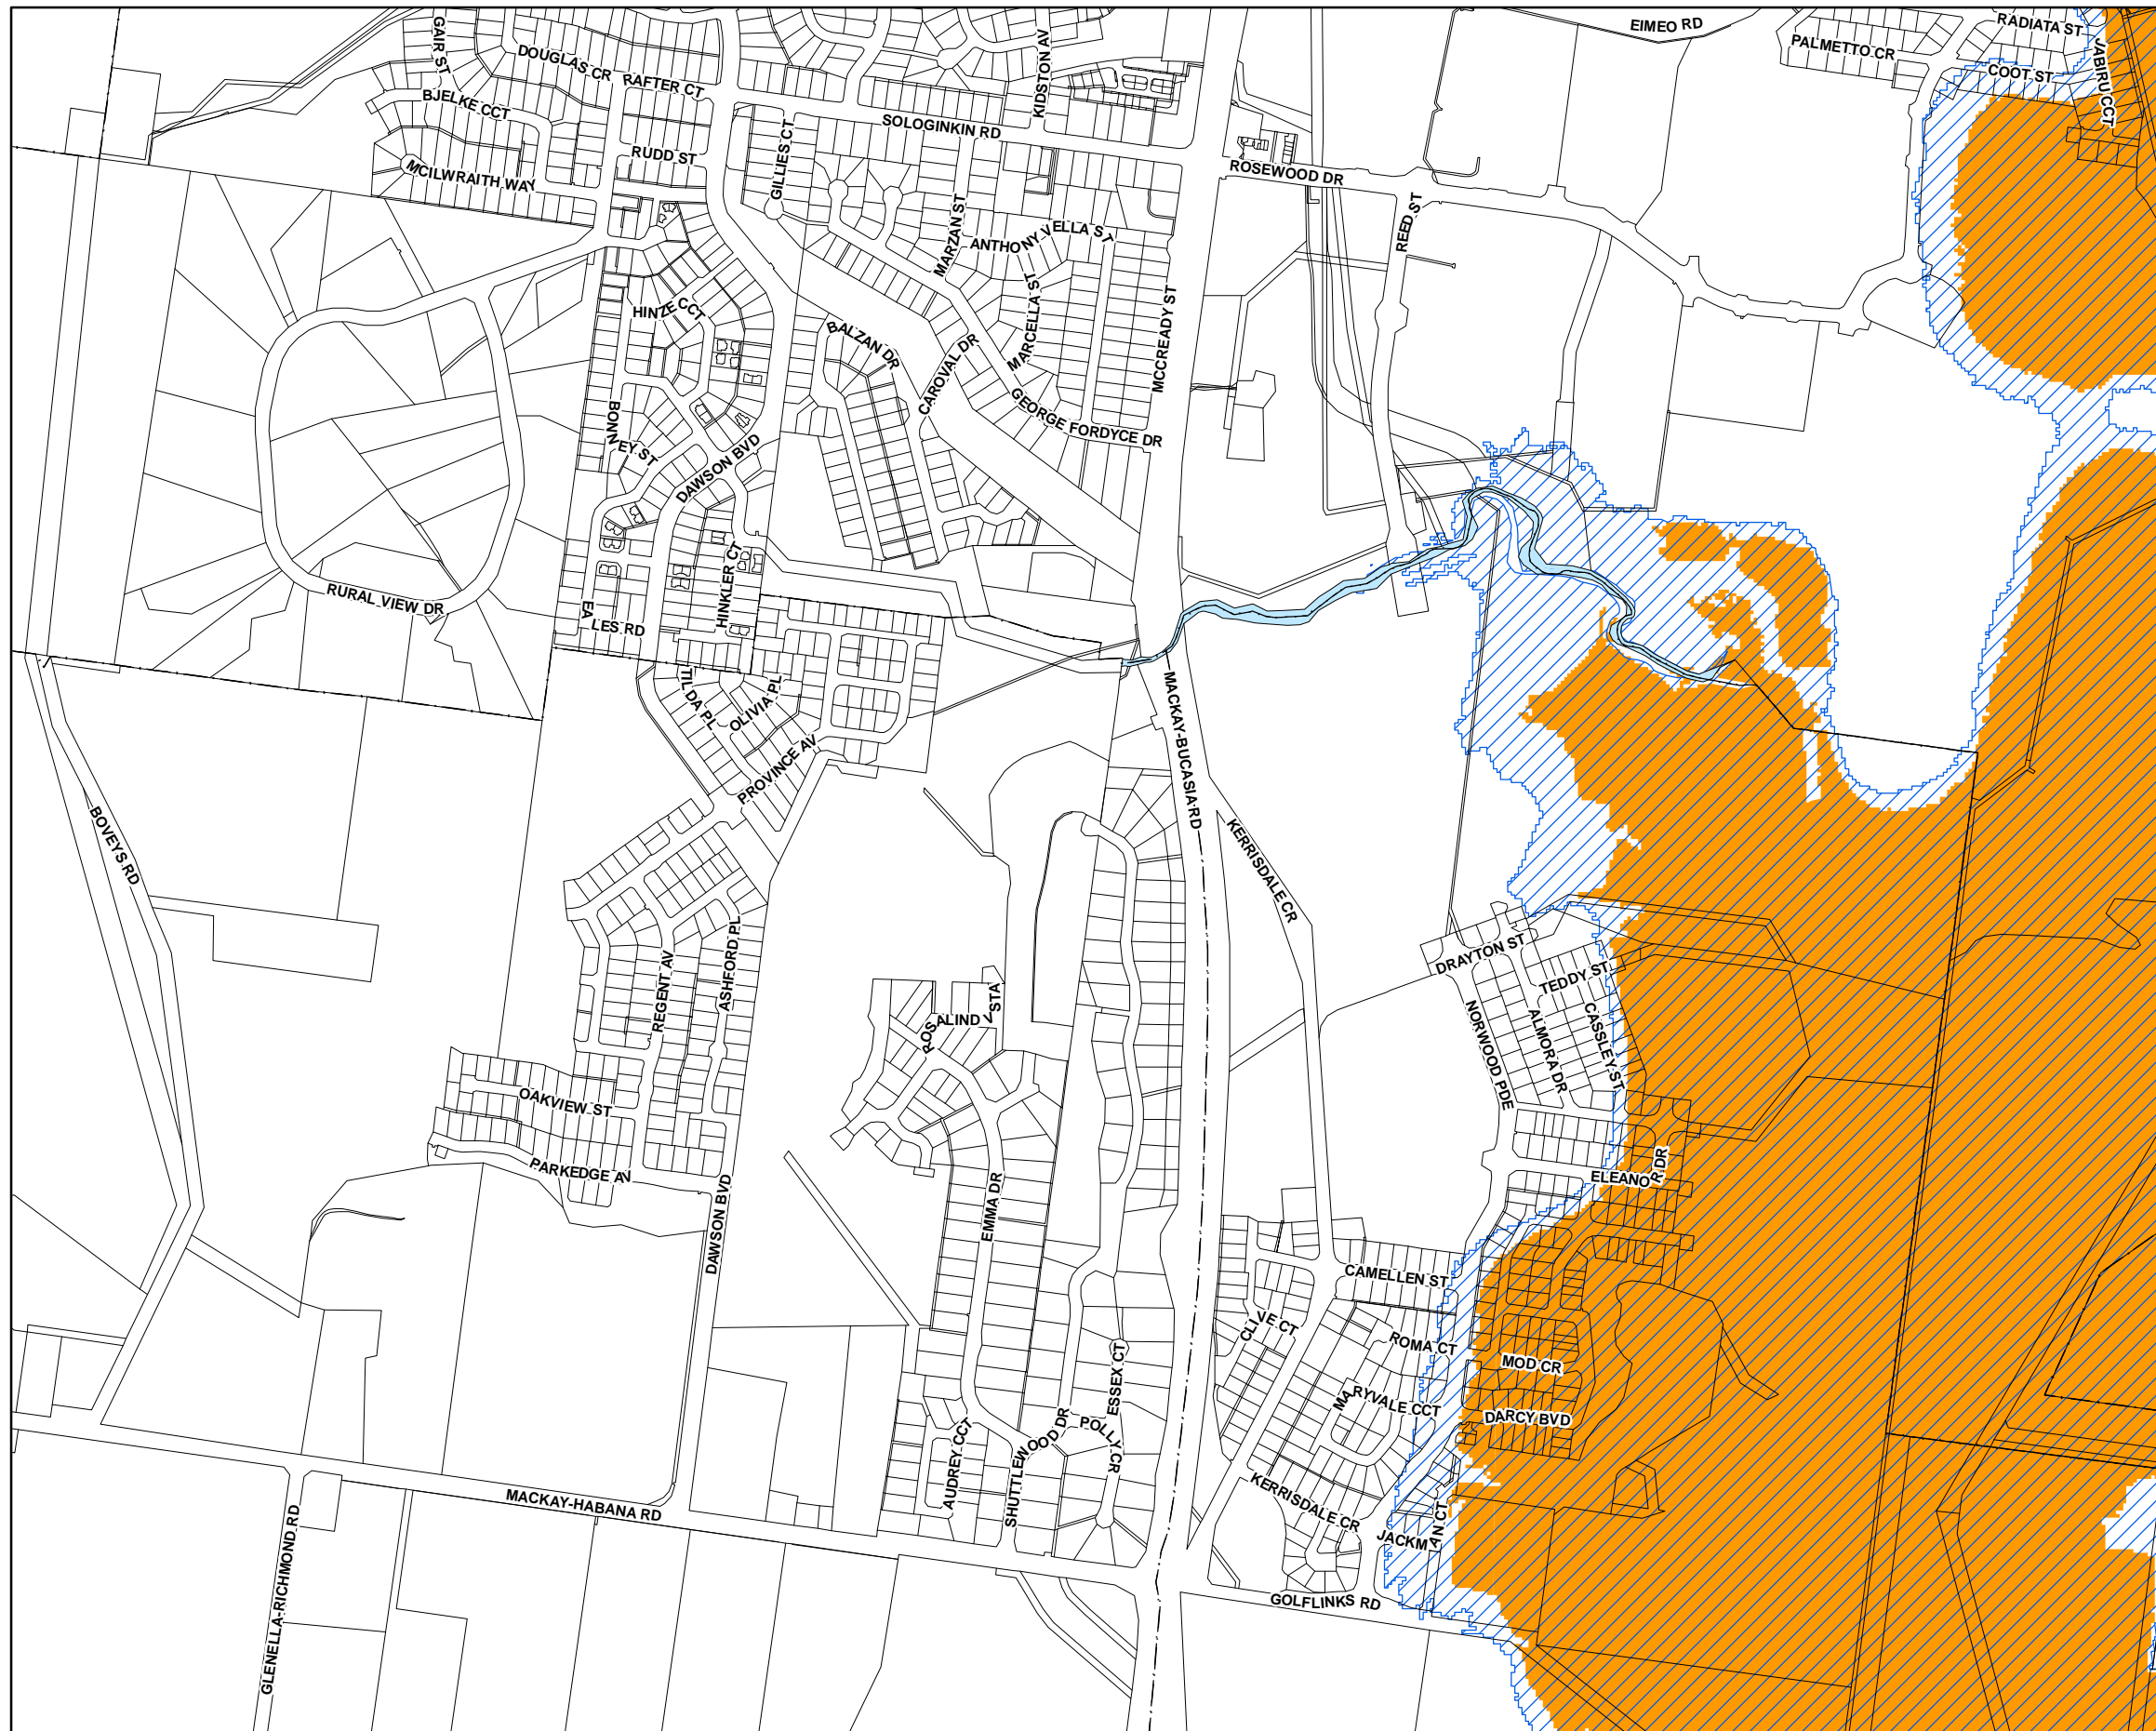 GAIR ST
DOUGLAS CR
RAFTER CT
BJELKE CCT
RUDD ST
MCILWRAITH WAY
GILLIES CT
SOLOGINKIN RD
KIDSTON AV
EIMEO RD
RADIATA ST
PALMETTO CR
COOT ST
JABIRU CCT
ROSEWOOD DR
REED ST
MARZAN ST
ANTHONY VELLA ST
MARCELLA ST
MCCREADY ST
HINZE CCT
BALZAN DR
CAROVAL DR
GEORGE FORDYCE DR
BONNEY ST
DAWSON BVD
HINKLER CT
RURAL VIEW DR
EALES RD
TILDA PL
OLIVIA PL
PROVINCE AV
MACKAY-BUCASIA RD
KERRISDALE CR
BOVEYS RD
REGENT AV
ASHFORD PL
ROSALIND VSTA
DRAYTON ST
TEDDY ST
NORWOOD PDE
ALMORA DR
CASSLEY ST
OAKVIEW ST
PARKEDGE AV
DAWSON BVD
EMMA DR
ELEANOR DR
CAMELLEN ST
CLIVE CT
ROMA CT
MOD CR
MARYVALE CCT
DARCY BVD
ESSEX CT
POLLY CR
AUDREY CCT
SHUTTLEWOOD DR
KERRISDALE CR
JACKMAN CT
MACKAY-HABANA RD
GLENELLA-RICHMOND RD
GOLFLINKS RD